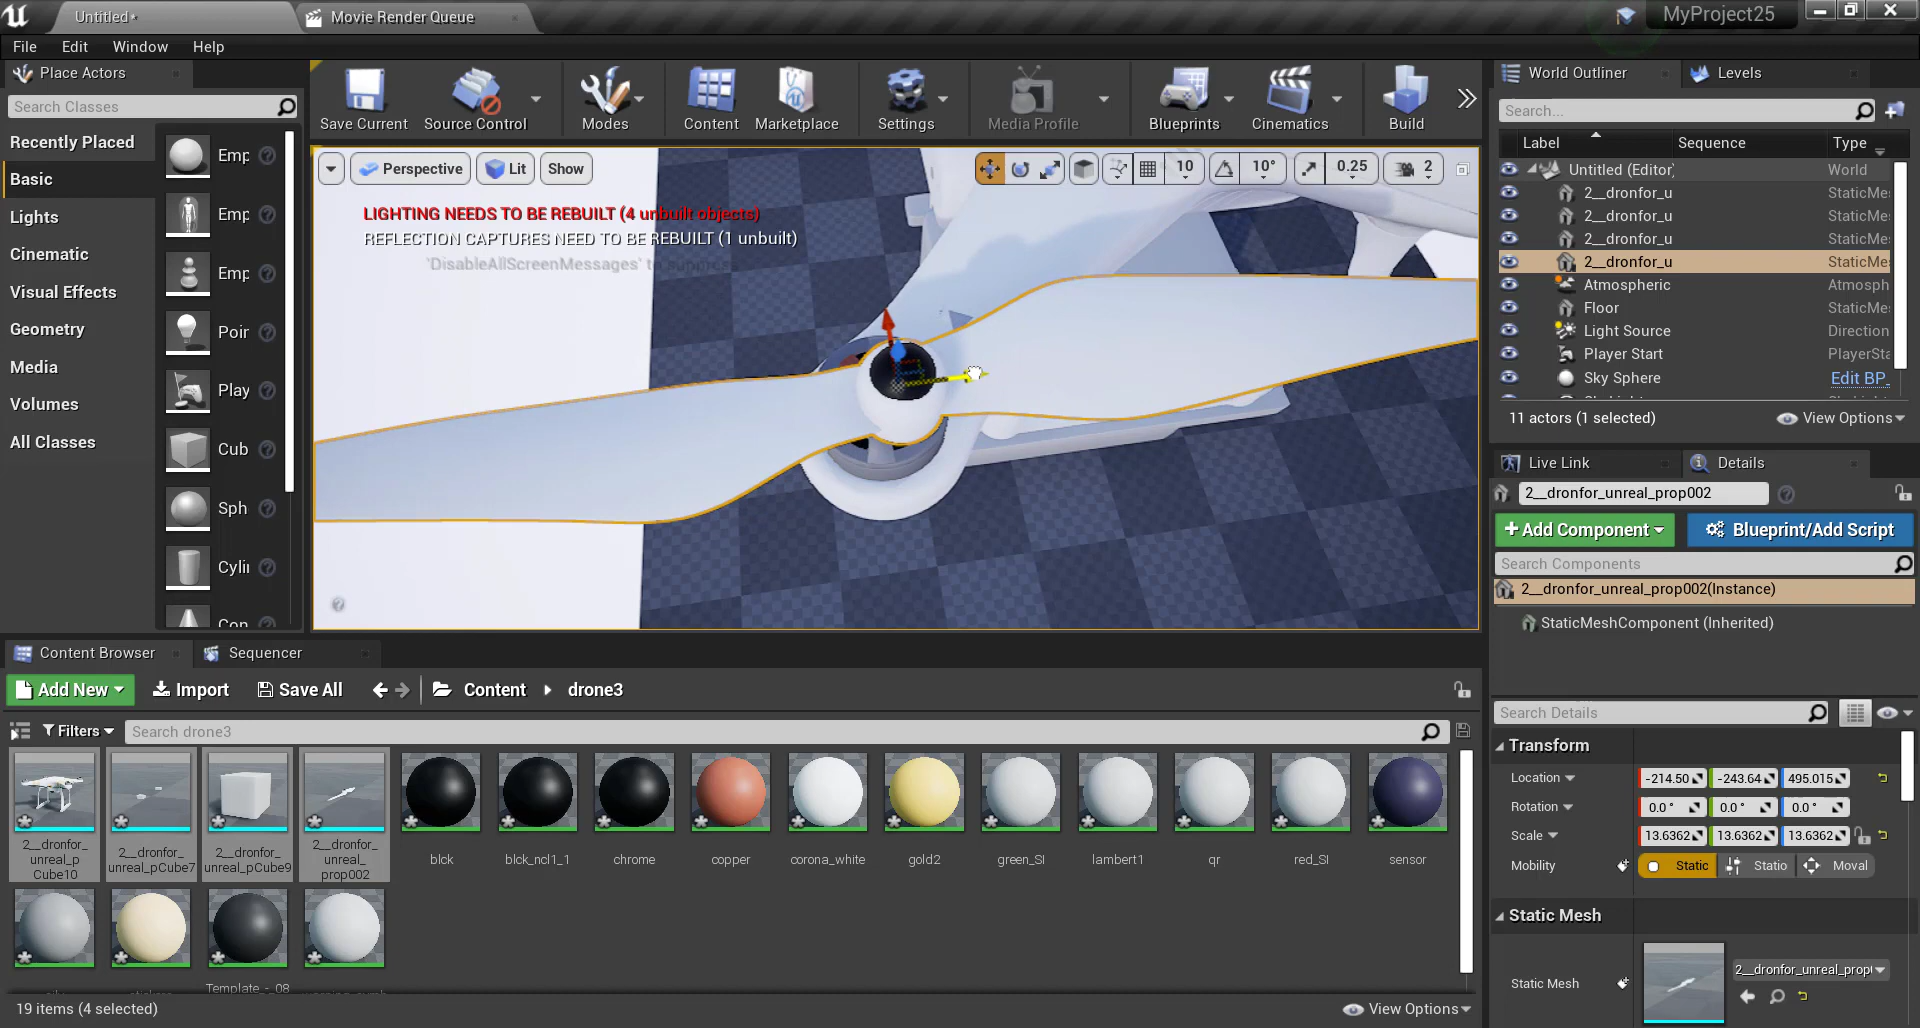 Untitled*
Movie Render Queue
MyProject25
File Edit Window Help
Place Actors
Search Classes
Recently Placed
Basic
Lights
Cinematic
Visual Effects
Geometry
Media
Volumes
All Classes
Emp
Emp
Emp
Poir
Play
Cub
Sph
Cylir
Con
Save Current
Source Control
Modes
Content
Marketplace
Settings
Media Profile
Blueprints
Cinematics
Build
Perspective
Lit
Show
10
10°
0.25
2
LIGHTING NEEDS TO BE REBUILT (4 unbuilt objects)
REFLECTION CAPTURES NEED TO BE REBUILT (1 unbuilt)
'DisableAllScreenMessages' to suppress
World Outliner
Levels
Search...
Label Sequence Type
Untitled (Editor) World
2__dronfor_u StaticMe
2__dronfor_u StaticMe
2__dronfor_u StaticMe
2__dronfor_u StaticMe
Atmospheric Atmosph
Floor StaticMe
Light Source Direction
Player Start PlayerSta
Sky Sphere Edit BP_
11 actors (1 selected)
View Options
Live Link
Details
2__dronfor_unreal_prop002
+Add Component
Blueprint/Add Script
Search Components
2__dronfor_unreal_prop002(Instance)
StaticMeshComponent (Inherited)
Search Details
Transform
Location -214.50 -243.64 495.015
Rotation 0.0° 0.0° 0.0°
Scale 13.6362 13.6362 13.6362
Mobility Static Statio Moval
Static Mesh
Static Mesh
2__dronfor_unreal_prop
Content Browser
Sequencer
Add New
Import
Save All
Content
drone3
Filters
Search drone3
2__dronfor_
unreal_p
Cube10
2__dronfor_
unreal_pCube7
2__dronfor_
unreal_pCube9
2__dronfor_
unreal_
prop002
blck
blck_ncl1_1
chrome
copper
corona_white
gold2
green_SI
lambert1
qr
red_SI
sensor
Template_-_08
19 items (4 selected)
View Options